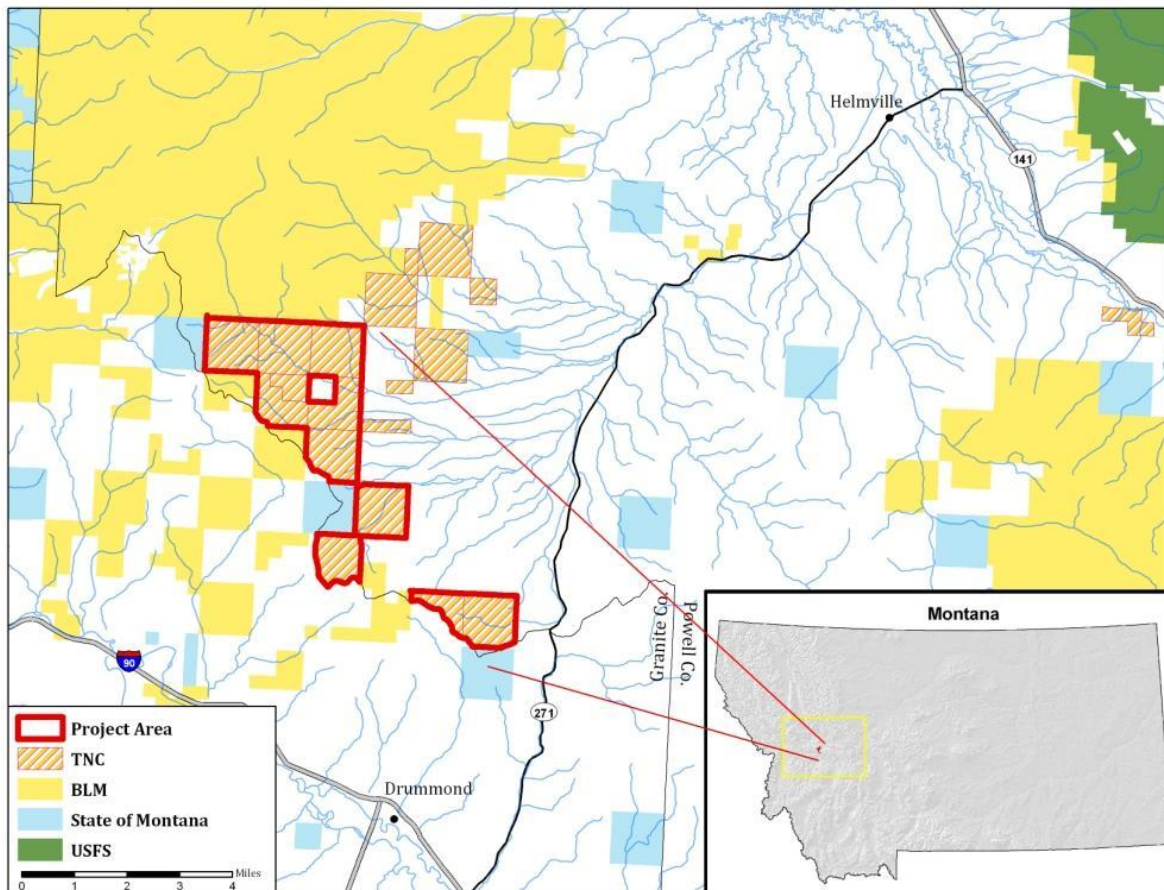 Helmville
141
Granite Co.
Powell Co.
Montana
90
271
Drummond
Project Area
TNC
BLM
State of Montana
USFS
Miles
0 1 2 3 4